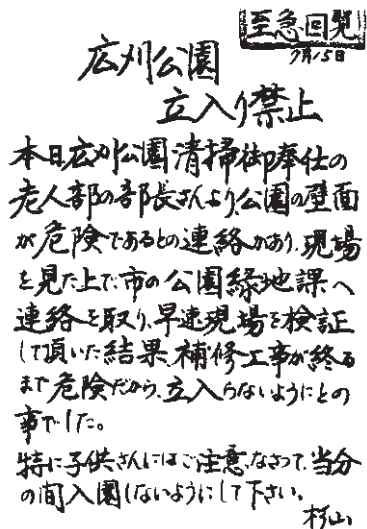 至急回覧
7月15日
広刈公園
立入り禁止
本日広刈公園清掃御奉仕の
老人部の部長さんより、公園の壁面
が危険であるとの連絡があり、現場
を見た上で、市の公園緑地課へ
連絡を取り、早速現場を検証
して頂いた結果、補修工事が終る
まで危険だから、立入らないようにとの
事でした。
特に子供さんにはご注意なさって、当分
の間入園しないようにして下さい。
杉山